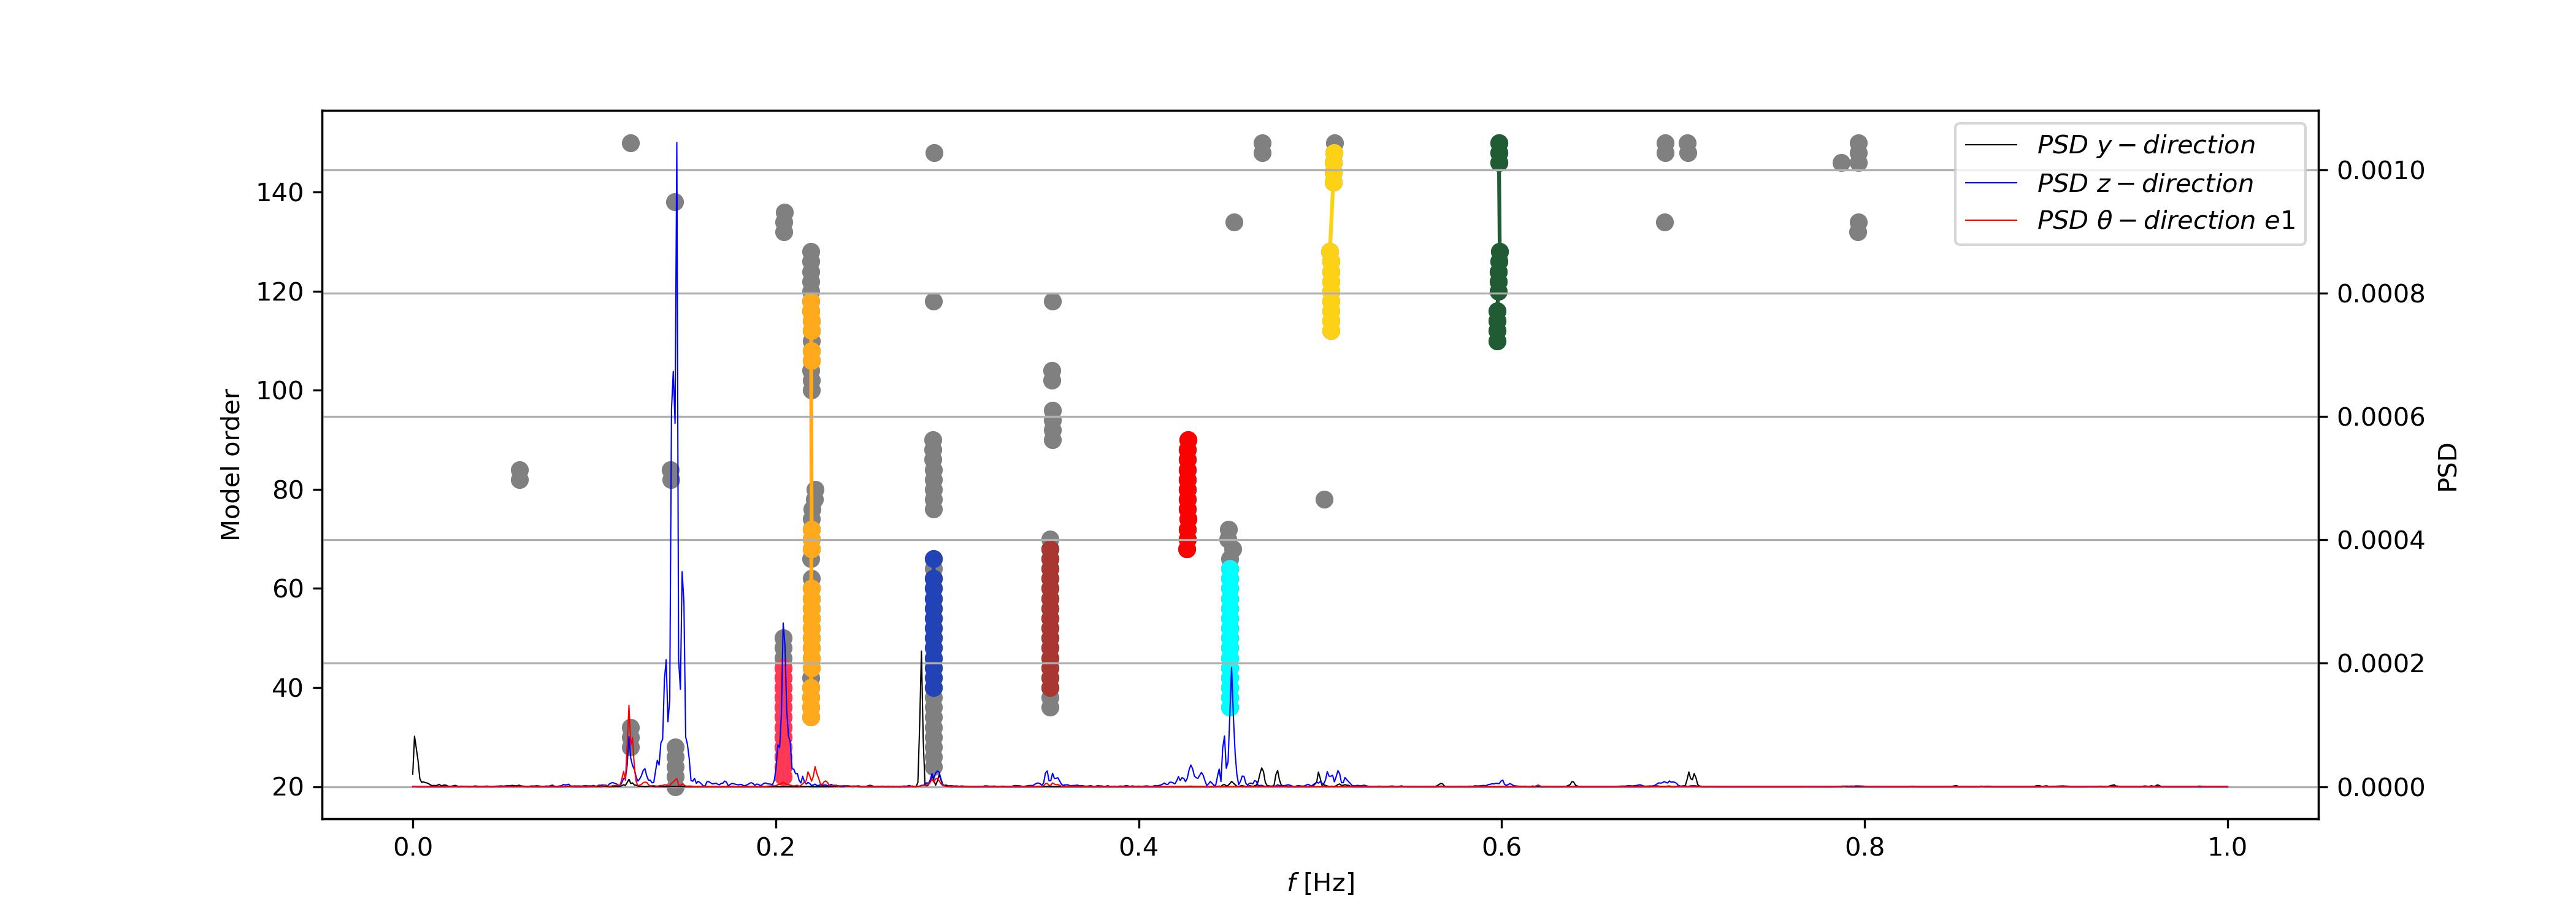 PSD y − direction
PSD z − direction
PSD θ − direction e1
140
120
100
80
60
40
20
Model order
0.0010
0.0008
0.0006
0.0004
0.0002
0.0000
PSD
0.0 0.2 0.4 0.6 0.8 1.0
f [Hz]